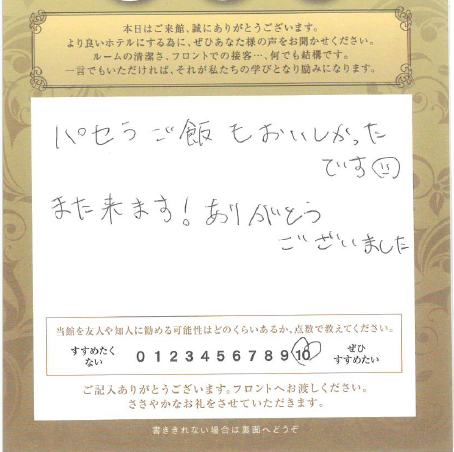 本日はご来館、誠にありがとうございます。
より良いホテルにする為に、ぜひあなた様の声をお聞かせください。
ルームの清潔さ、フロントでの接客…、何でも結構です。
一言でもいただければ、それが私たちの学びとなり励みになります。
パセラご飯もおいしかった
です
また来ます!ありがとう
ございました
当館を友人や知人に勧める可能性はどのくらいあるか、点数で教えてください。
すすめたくない 0 1 2 3 4 5 6 7 8 9 10 ぜひすすめたい
ご記入ありがとうございます。フロントへお渡しください。
ささやかなお礼をさせていただきます。
書ききれない場合は裏面へどうぞ